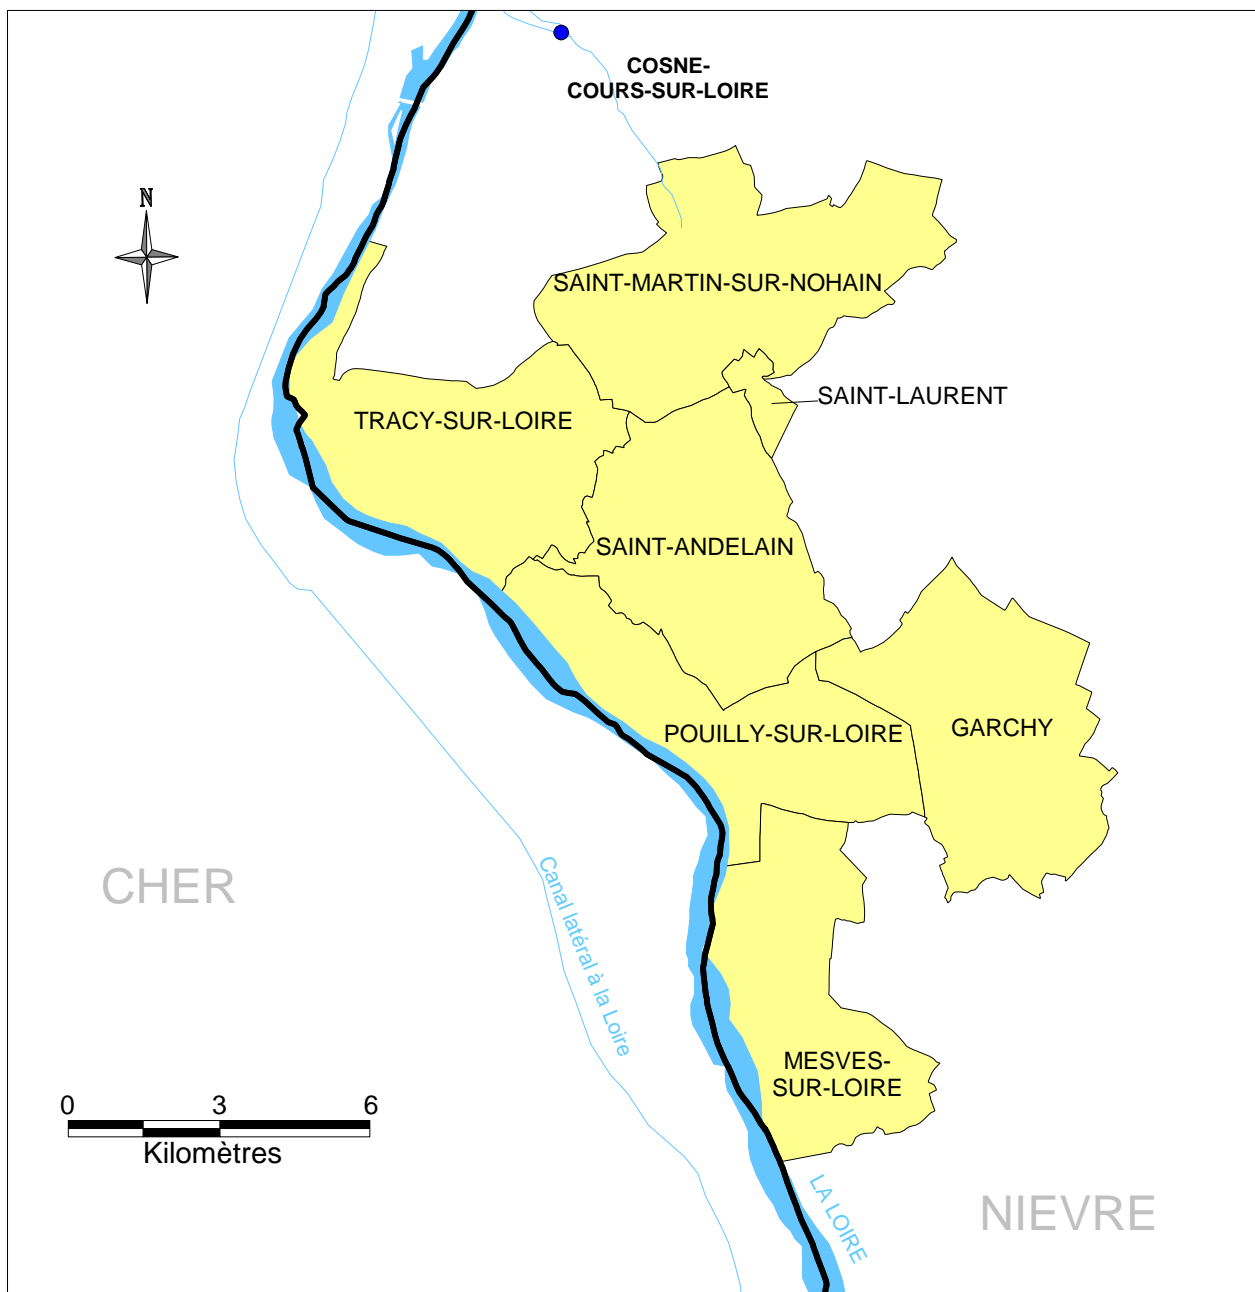 COSNE-
COURS-SUR-LOIRE
N
SAINT-MARTIN-SUR-NOHAIN
SAINT-LAURENT
TRACY-SUR-LOIRE
SAINT-ANDELAIN
POUILLY-SUR-LOIRE
GARCHY
CHER
Canal latéral à la Loire
MESVES-
SUR-LOIRE
0 3 6
Kilomètres
LA LOIRE
NIEVRE